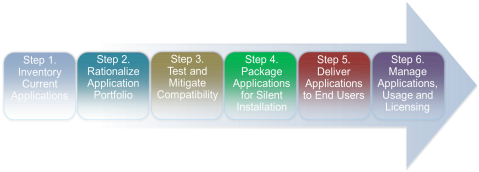 Step 1.
Inventory
Current
Applications
Step 2.
Rationalize
Application
Portfolio
Step 3.
Test and
Mitigate
Compatibility
Step 4.
Package
Applications
for Silent
Installation
Step 5.
Deliver
Applications
to End Users
Step 6.
Manage
Applications,
Usage and
Licensing